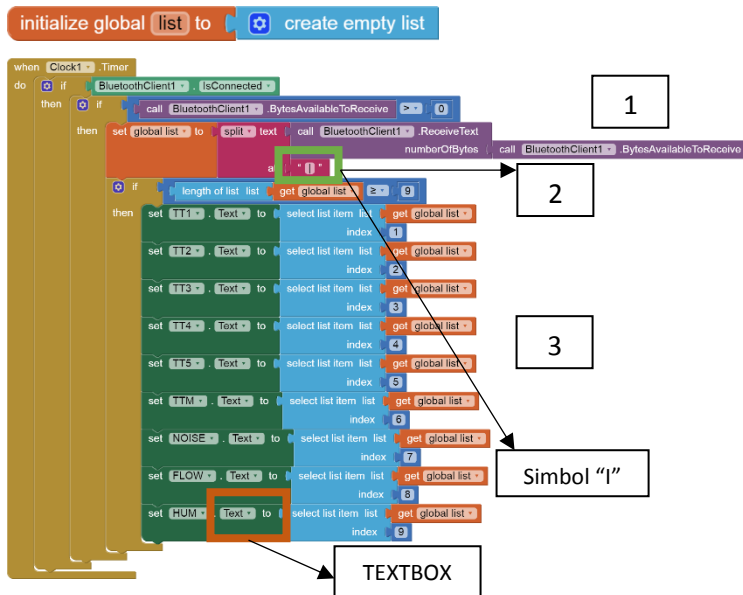 initialize global list to create empty list
when Clock1 .Timer
do if BluetoothClient1 . IsConnected
then if call BluetoothClient1 .BytesAvailableToReceive > 0
1
then set global list to split text call BluetoothClient1 .ReceiveText
numberOfBytes call BluetoothClient1 .BytesAvailableToReceive
a " | "
2
if length of list list get global list ≥ 9
then set TT1 . Text to select list item list get global list
index 1
set TT2 . Text to select list item list get global list
index 2
set TT3 . Text to select list item list get global list
index 3
set TT4 . Text to select list item list get global list
index 4
3
set TT5 . Text to select list item list get global list
index 5
set TTM . Text to select list item list get global list
index 6
set NOISE . Text to select list item list get global list
index 7
set FLOW . Text to select list item list get global list
index 8
Simbol “I”
set HUM . Text to select list item list get global list
index 9
TEXTBOX